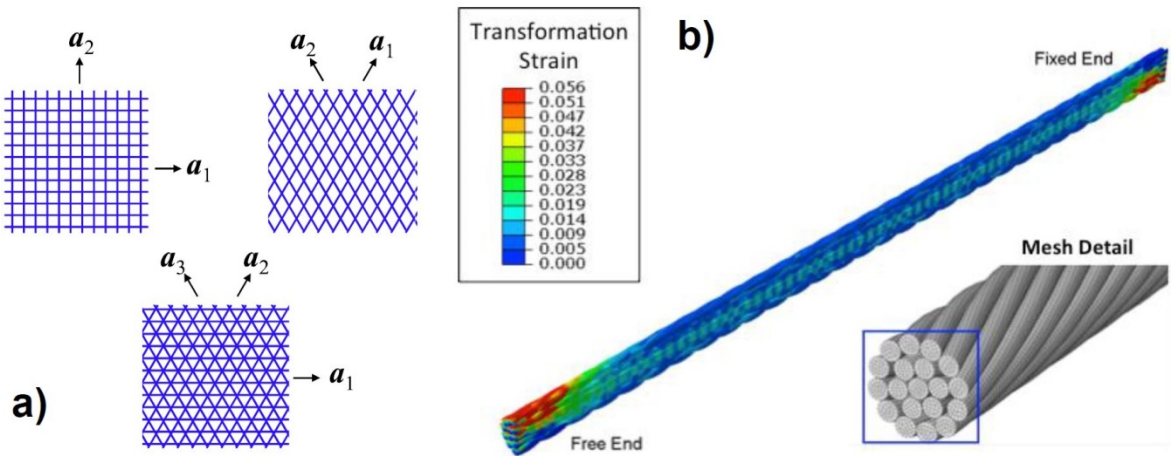 a2
a1
a2
a1
a3
a2
a1
a)
Transformation
Strain
0.056
0.051
0.047
0.042
0.037
0.033
0.028
0.023
0.019
0.014
0.009
0.005
0.000
b)
Fixed End
Free End
Mesh Detail